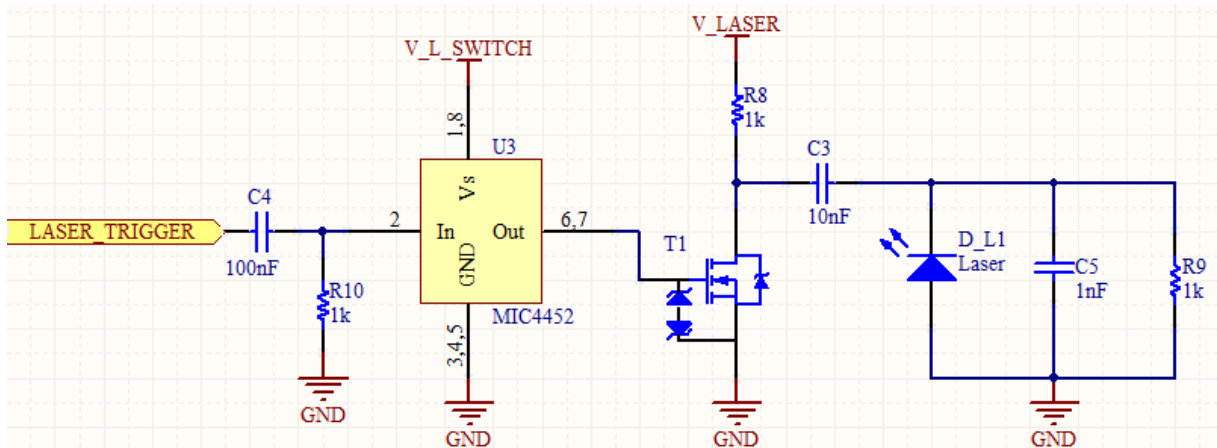 V_LASER
V_L_SWITCH
R8
1k
1,8
U3
C3
C4
Vs
10nF
LASER_TRIGGER
2
In
Out
6,7
T1
D_L1
Laser
C5
1nF
R9
1k
100nF
GND
R10
1k
MIC4452
3,4,5
GND
GND
GND
GND